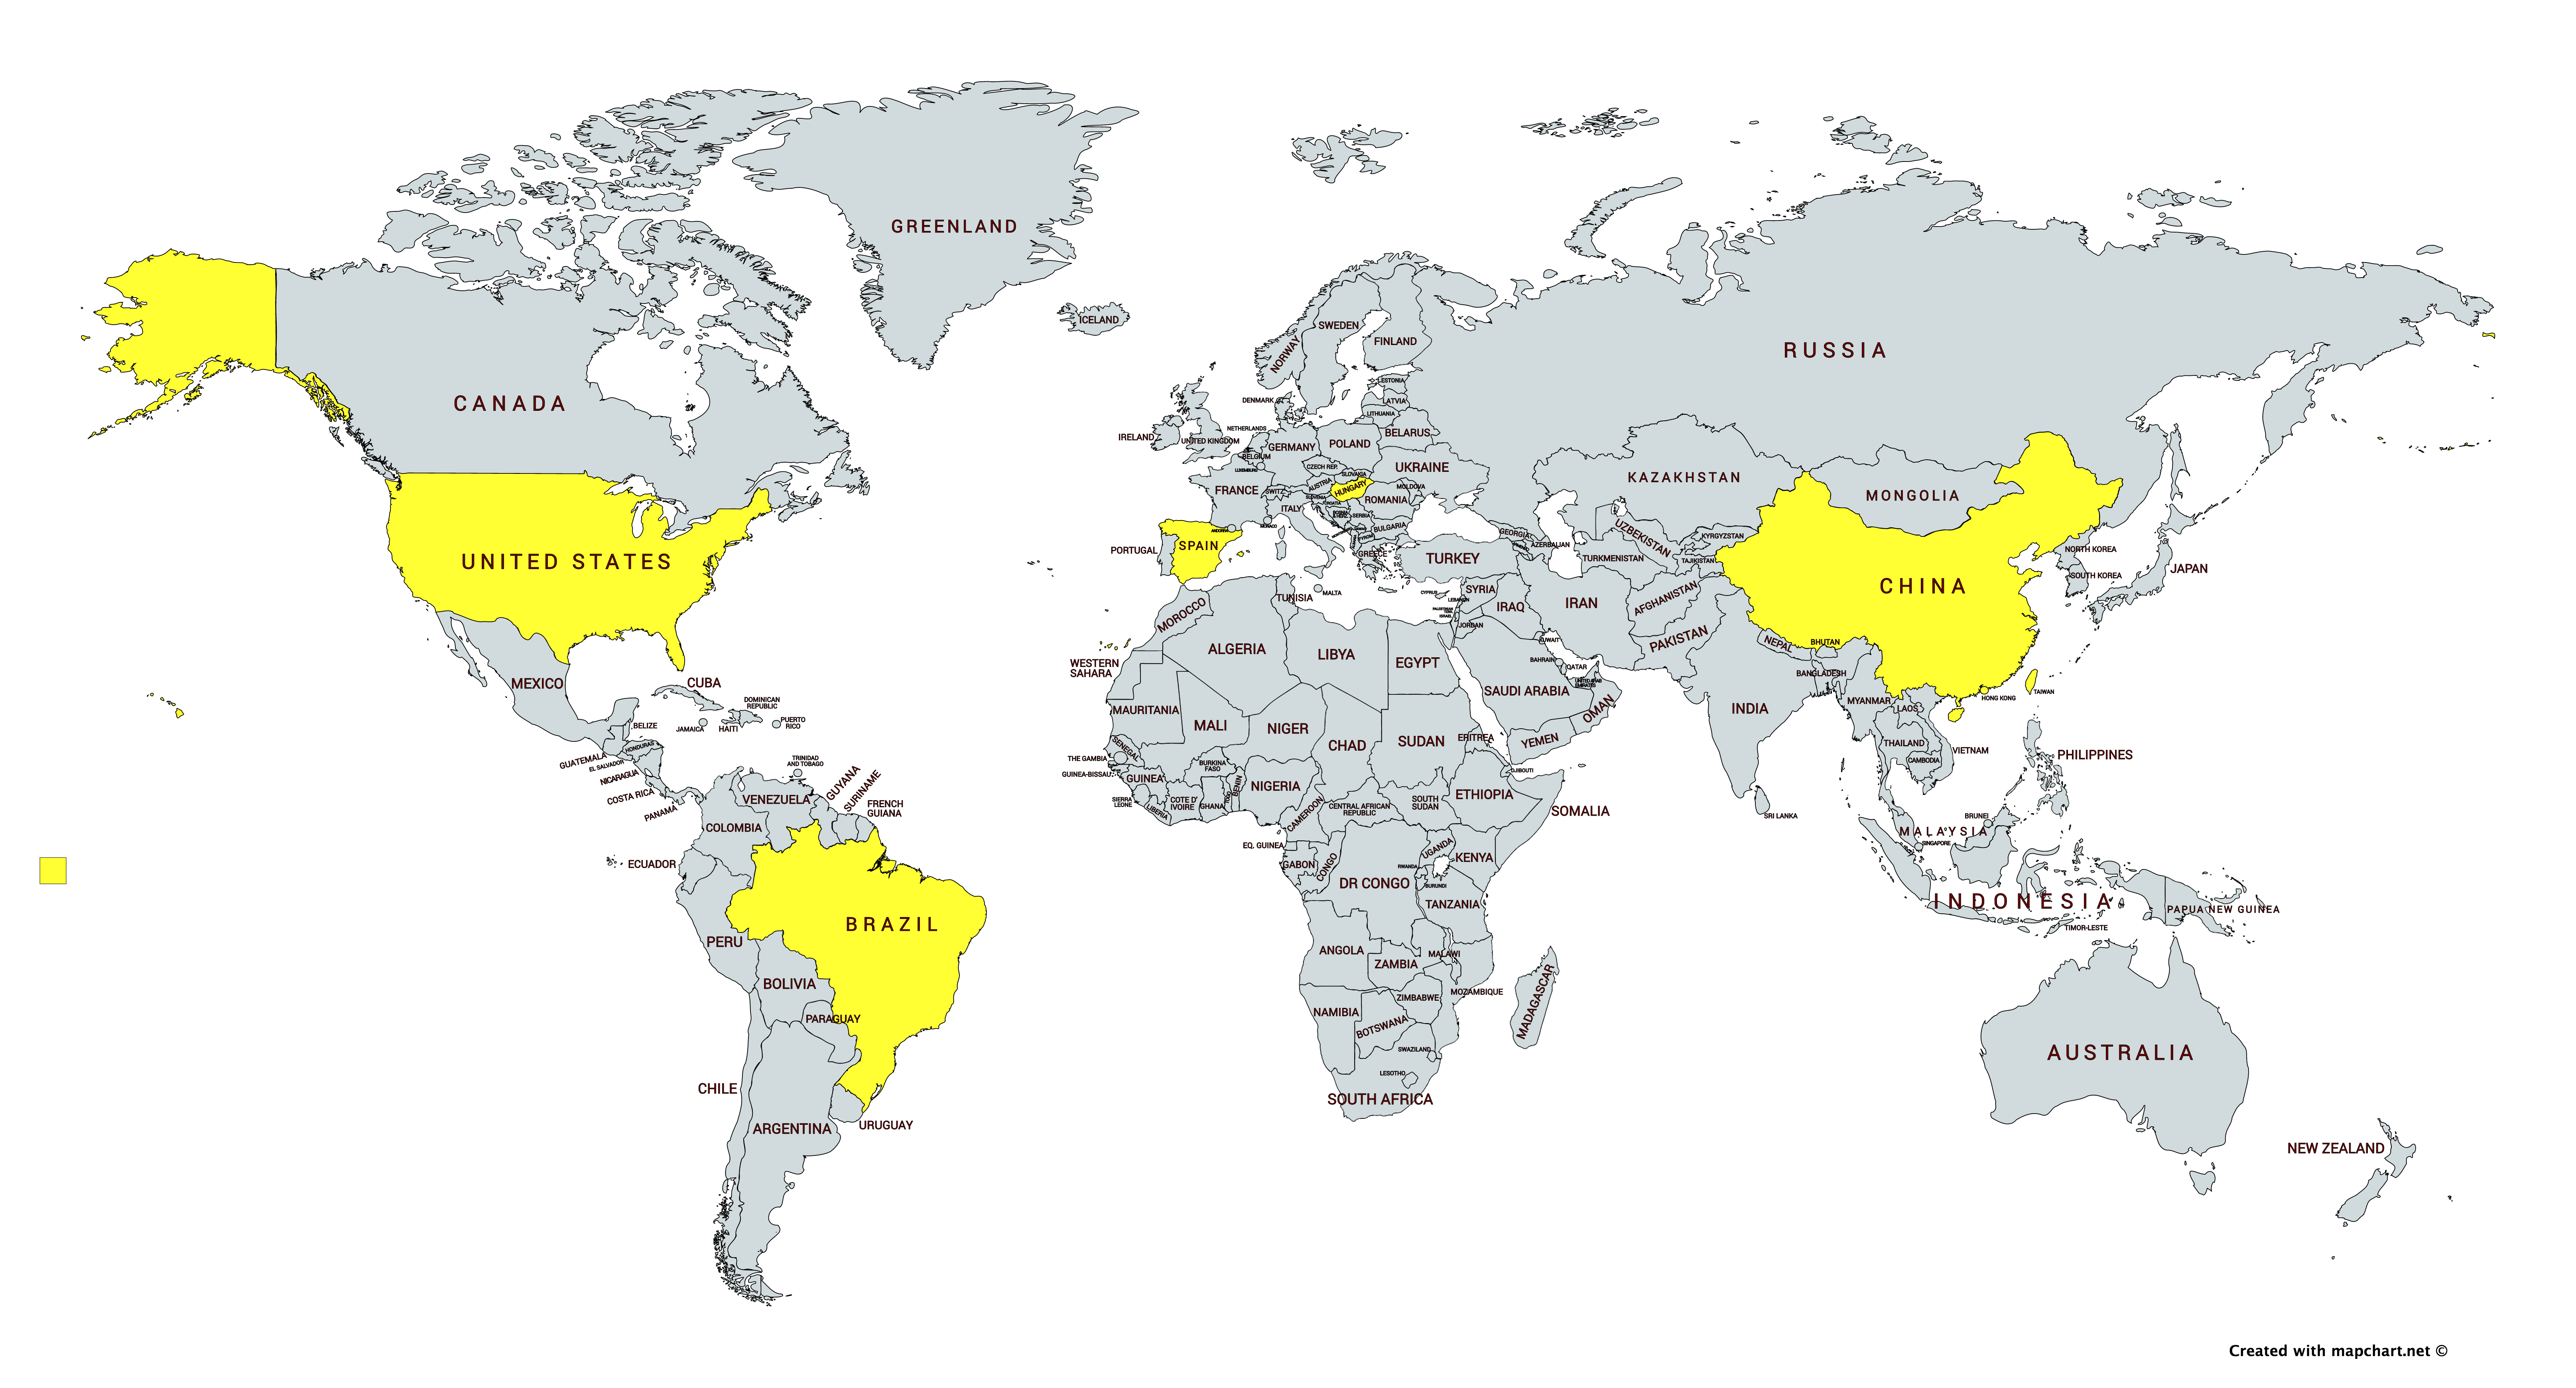 GREENLAND
ICELAND
CANADA
UNITED STATES
MEXICO
CUBA
DOMINICAN
REPUBLIC
PUERTO
RICO
JAMAICA
HAITI
BELIZE
GUATEMALA
HONDURAS
EL SALVADOR
NICARAGUA
COSTA RICA
PANAMA
TRINIDAD
AND TOBAGO
VENEZUELA
GUYANA
SURINAME
FRENCH
GUIANA
COLOMBIA
ECUADOR
BRAZIL
PERU
BOLIVIA
PARAGUAY
CHILE
ARGENTINA
URUGUAY
NORWAY
SWEDEN
FINLAND
ESTONIA
LATVIA
LITHUANIA
DENMARK
IRELAND
UNITED KINGDOM
NETHERLANDS
BELGIUM
LUXEMBOURG
GERMANY
POLAND
BELARUS
UKRAINE
CZECH REP.
SLOVAKIA
AUSTRIA
HUNGARY
MOLDOVA
ROMANIA
FRANCE
SWITZ.
ITALY
SERBIA
BULGARIA
MONACO
ANDORRA
PORTUGAL
SPAIN
GREECE
TURKEY
MALTA
CYPRUS
GEORGIA
AZERBAIJAN
RUSSIA
KAZAKHSTAN
UZBEKISTAN
TURKMENISTAN
KYRGYZSTAN
TAJIKISTAN
MONGOLIA
CHINA
NORTH KOREA
SOUTH KOREA
JAPAN
SYRIA
LEBANON
ISRAEL
JORDAN
IRAQ
IRAN
KUWAIT
BAHRAIN
QATAR
UNITED ARAB
EMIRATES
SAUDI ARABIA
OMAN
YEMEN
AFGHANISTAN
PAKISTAN
INDIA
NEPAL
BHUTAN
BANGLADESH
MYANMAR
LAOS
THAILAND
CAMBODIA
VIETNAM
HONG KONG
TAIWAN
PHILIPPINES
SRI LANKA
BRUNEI
MALAYSIA
SINGAPORE
INDONESIA
TIMOR-LESTE
PAPUA NEW GUINEA
AUSTRALIA
NEW ZEALAND
MOROCCO
WESTERN
SAHARA
ALGERIA
TUNISIA
LIBYA
EGYPT
MAURITANIA
MALI
NIGER
CHAD
SUDAN
ERITREA
DJIBOUTI
SENEGAL
THE GAMBIA
GUINEA-BISSAU
GUINEA
SIERRA
LEONE
LIBERIA
COTE D'
IVOIRE
BURKINA
FASO
GHANA
TOGO
BENIN
NIGERIA
CAMEROON
CENTRAL AFRICAN
REPUBLIC
SOUTH
SUDAN
ETHIOPIA
SOMALIA
EQ. GUINEA
GABON
CONGO
DR CONGO
UGANDA
KENYA
RWANDA
BURUNDI
TANZANIA
ANGOLA
ZAMBIA
MALAWI
MOZAMBIQUE
ZIMBABWE
NAMIBIA
BOTSWANA
MADAGASCAR
SWAZILAND
LESOTHO
SOUTH AFRICA
Created with mapchart.net ©